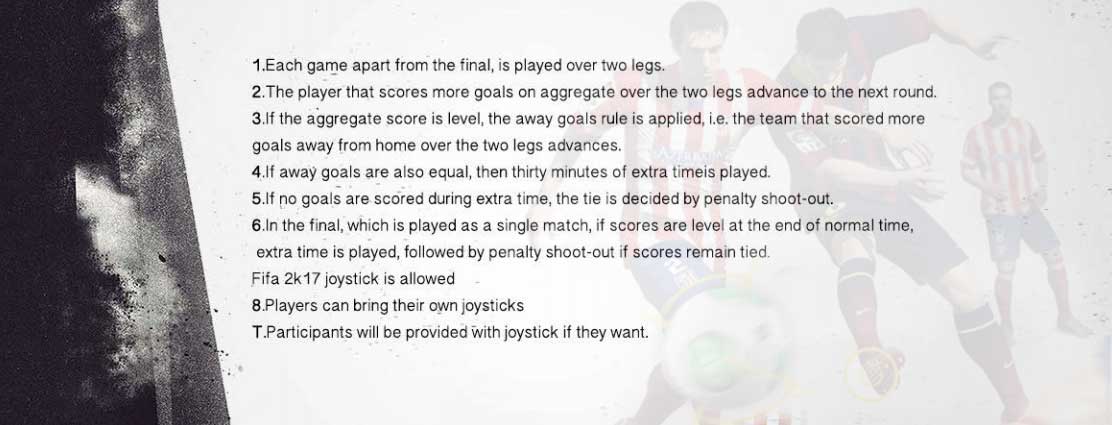 1.Each game apart from the final, is played over two legs.
2.The player that scores more goals on aggregate over the two legs advance to the next round.
3.If the aggregate score is level, the away goals rule is applied, i.e. the team that scored more
goals away from home over the two legs advances.
4.If away goals are also equal, then thirty minutes of extra timeis played.
5.If no goals are scored during extra time, the tie is decided by penalty shoot-out.
6.In the final, which is played as a single match, if scores are level at the end of normal time,
extra time is played, followed by penalty shoot-out if scores remain tied.
Fifa 2k17 joystick is allowed
8.Players can bring their own joysticks
T.Participants will be provided with joystick if they want.